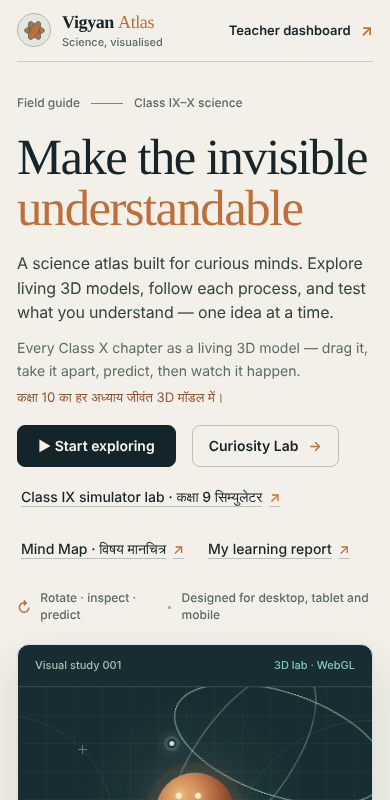 Vigyan Atlas
Science, visualised
Teacher dashboard ↗
Field guide — Class IX–X science
Make the invisible
understandable
A science atlas built for curious minds. Explore
living 3D models, follow each process, and test
what you understand — one idea at a time.
Every Class X chapter as a living 3D model — drag it,
take it apart, predict, then watch it happen.
कक्षा 10 का हर अध्याय जीवंत 3D मॉडल में।
▶ Start exploring
Curiosity Lab →
Class IX simulator lab · कक्षा 9 सिम्युलेटर ↗
Mind Map · विषय मानचित्र ↗
My learning report ↗
↻ Rotate · inspect ·
predict
· Designed for desktop, tablet and
mobile
Visual study 001
3D lab · WebGL